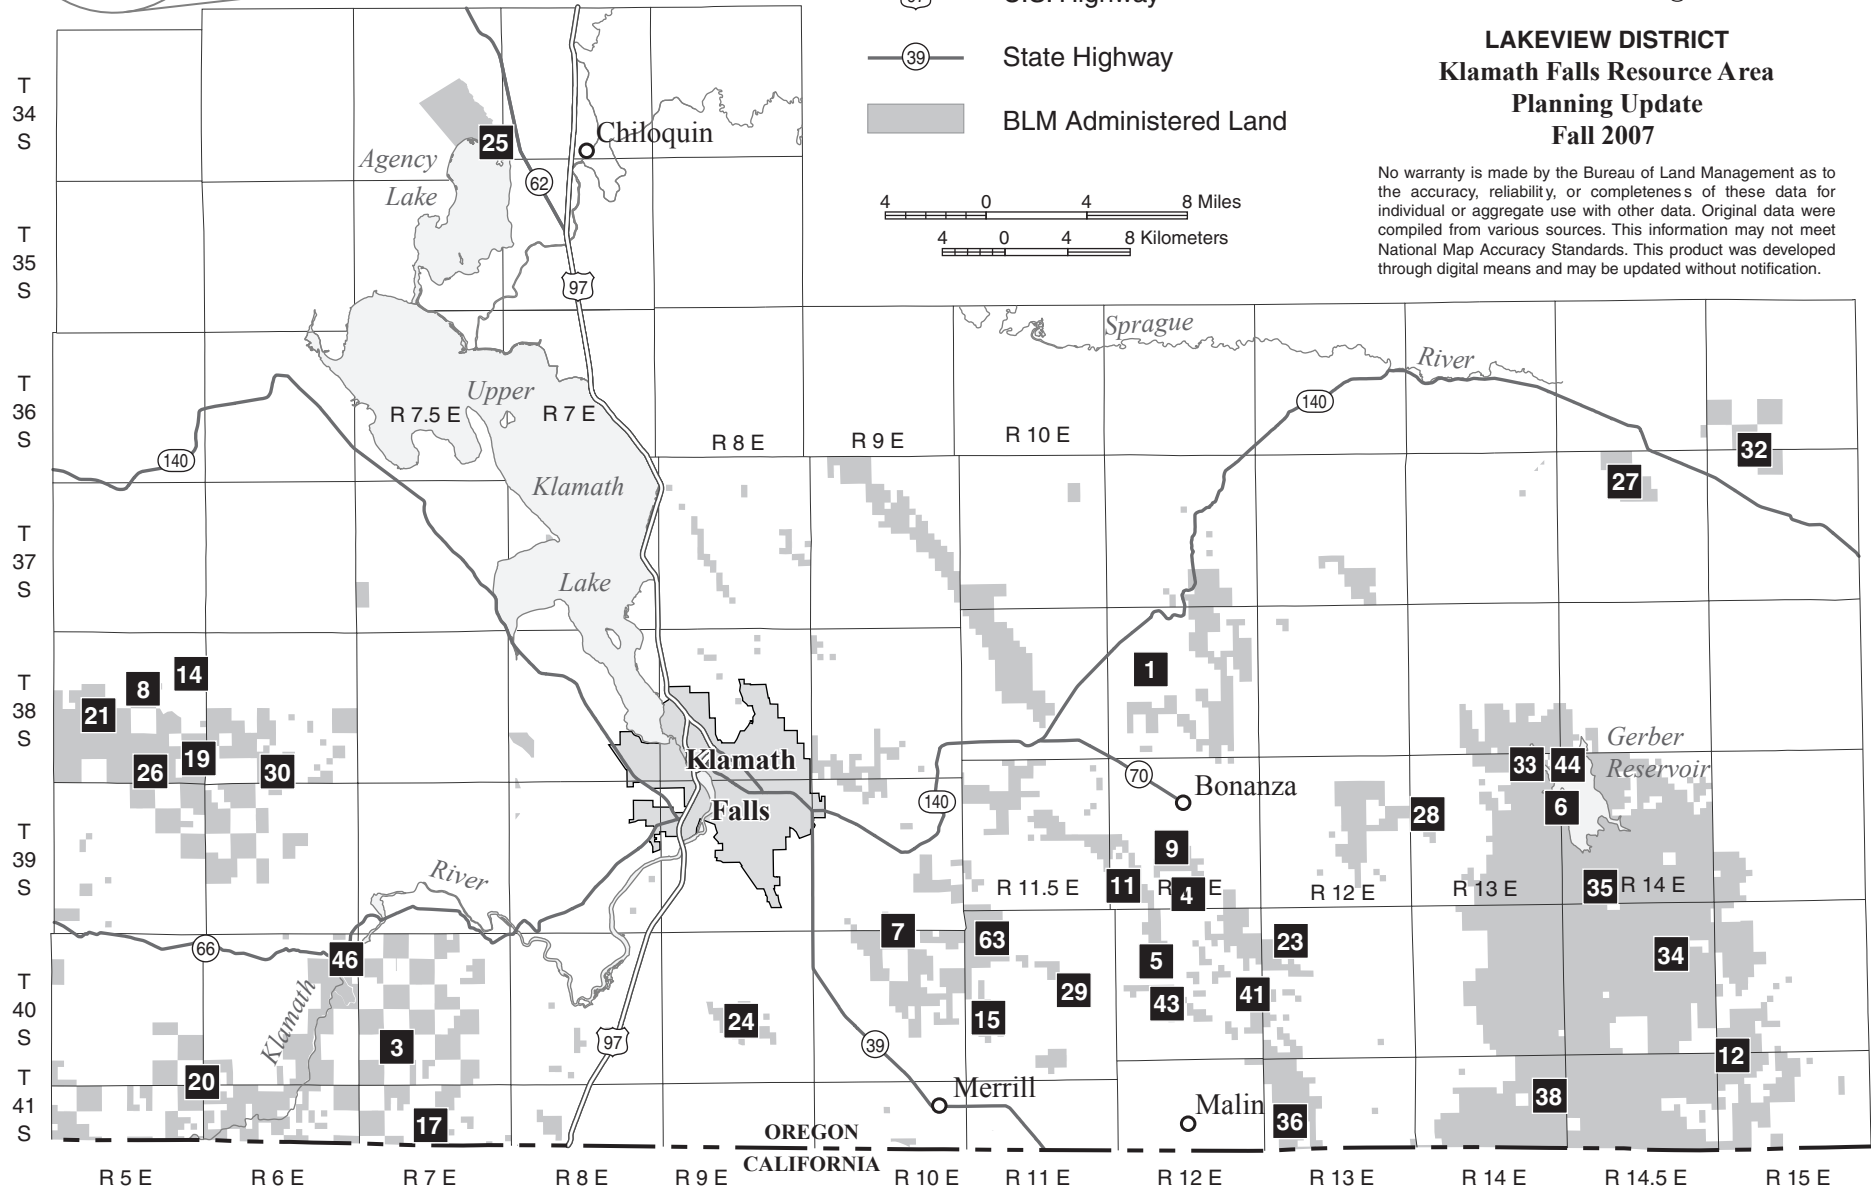 State Highway
BLM Administered Land
4 0 4 8 Miles
4 0 4 8 Kilometers
LAKEVIEW DISTRICT
Klamath Falls Resource Area
Planning Update
Fall 2007
No warranty is made by the Bureau of Land Management as to
the accuracy, reliability, or completeness of these data for
individual or aggregate use with other data. Original data were
compiled from various sources. This information may not meet
National Map Accuracy Standards. This product was developed
through digital means and may be updated without notification.
39
T
34
S
25
Chiloquin
Agency
Lake
62
T
35
S
97
Sprague
River
T
36
S
Upper
R 7.5 E
R 7 E
R 8 E
R 9 E
R 10 E
140
140
32
27
Klamath
T
37
S
Lake
T
38
S
14
8
21
19
26
30
1
Klamath
Falls
Gerber
Reservoir
33
44
6
70
Bonanza
140
28
T
39
S
9
River
R 11.5 E
11
R
4
E
R 12 E
R 13 E
35
R 14 E
66
46
7
63
23
34
5
T
40
S
Klamath
29
43
41
15
24
3
97
39
12
T
41
S
20
17
Merrill
Malin
36
38
OREGON
CALIFORNIA
R 5 E
R 6 E
R 7 E
R 8 E
R 9 E
R 10 E
R 11 E
R 12 E
R 13 E
R 14 E
R 14.5 E
R 15 E